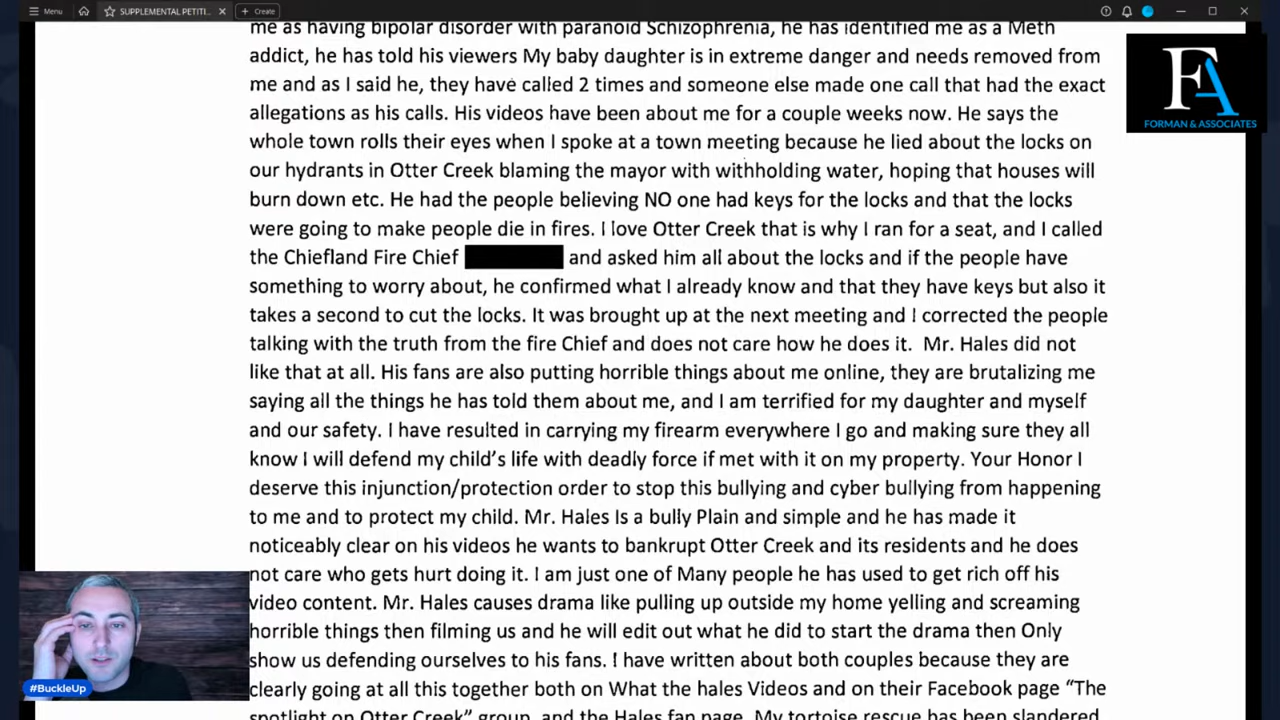 Menu
SUPPLEMENTAL PETITI...
Create
me as having bipolar disorder with paranoid Schizophrenia, he has identified me as a Meth
addict, he has told his viewers My baby daughter is in extreme danger and needs removed from
me and as I said he, they have called 2 times and someone else made one call that had the exact
allegations as his calls. His videos have been about me for a couple weeks now. He says the
whole town rolls their eyes when I spoke at a town meeting because he lied about the locks on
our hydrants in Otter Creek blaming the mayor with withholding water, hoping that houses will
burn down etc. He had the people believing NO one had keys for the locks and that the locks
were going to make people die in fires. I love Otter Creek that is why I ran for a seat, and I called
the Chiefland Fire Chief and asked him all about the locks and if the people have
something to worry about, he confirmed what I already know and that they have keys but also it
takes a second to cut the locks. It was brought up at the next meeting and I corrected the people
talking with the truth from the fire Chief and does not care how he does it. Mr. Hales did not
like that at all. His fans are also putting horrible things about me online, they are brutalizing me
saying all the things he has told them about me, and I am terrified for my daughter and myself
and our safety. I have resulted in carrying my firearm everywhere I go and making sure they all
know I will defend my child's life with deadly force if met with it on my property. Your Honor I
deserve this injunction/protection order to stop this bullying and cyber bullying from happening
to me and to protect my child. Mr. Hales Is a bully Plain and simple and he has made it
noticeably clear on his videos he wants to bankrupt Otter Creek and its residents and he does
not care who gets hurt doing it. I am just one of Many people he has used to get rich off his
video content. Mr. Hales causes drama like pulling up outside my home yelling and screaming
horrible things then filming us and he will edit out what he did to start the drama then Only
show us defending ourselves to his fans. I have written about both couples because they are
clearly going at all this together both on What the hales Videos and on their Facebook page "The
spotlight on Otter Creek" group, and the Hales fan page. My tortoise rescue has been slandered
FA
FORMAN & ASSOCIATES
#BuckleUp